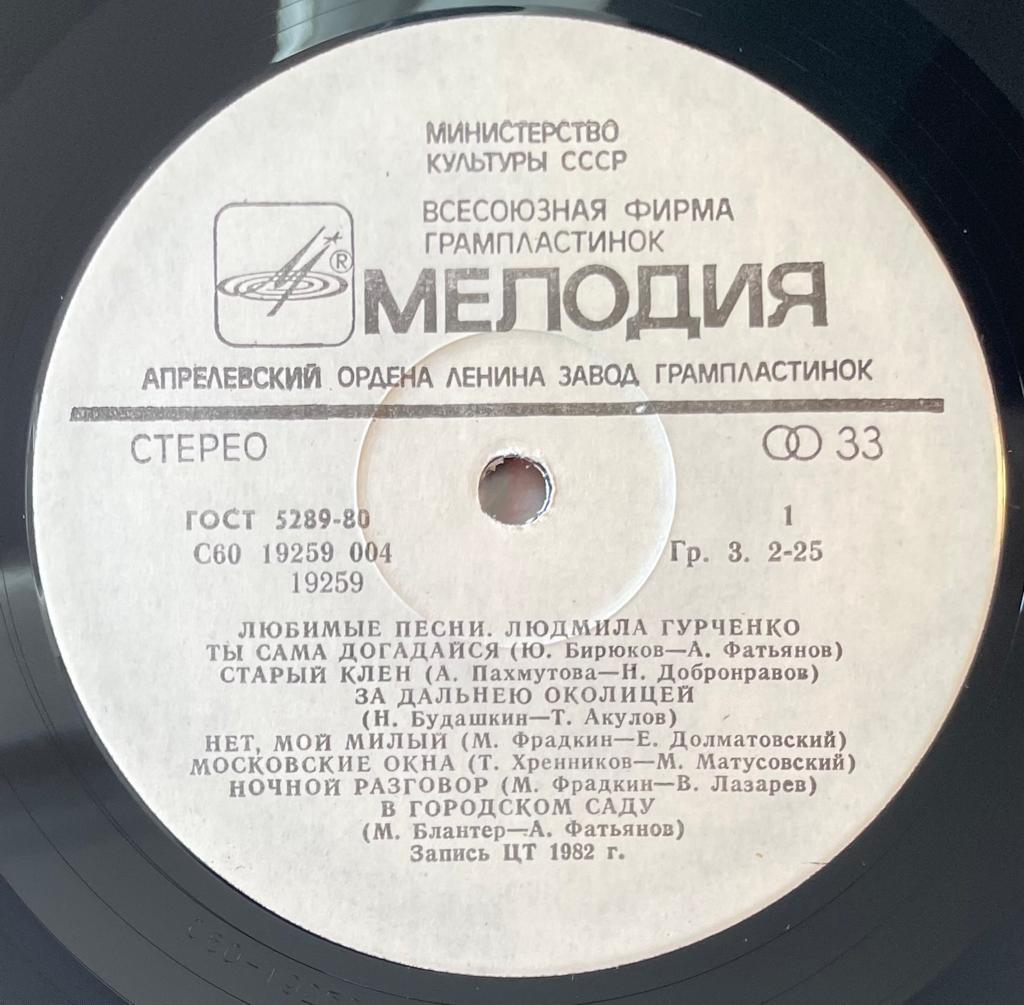 МИНИСТЕРСТВО
КУЛЬТУРЫ СССР
ВСЕСОЮЗНАЯ ФИРМА
ГРАМПЛАСТИНОК
®
МЕЛОДИЯ
АПРЕЛЕВСКИЙ ОРДЕНА ЛЕНИНА ЗАВОД ГРАМПЛАСТИНОК
СТЕРЕО 33
ГОСТ 5289-80 1
С60 19259 004 Гр. 3. 2-25
19259
ЛЮБИМЫЕ ПЕСНИ. ЛЮДМИЛА ГУРЧЕНКО
ТЫ САМА ДОГАДАЙСЯ (Ю. Бирюков—А. Фатьянов)
СТАРЫЙ КЛЕН (А. Пахмутова—Н. Добронравов)
ЗА ДАЛЬНЕЮ ОКОЛИЦЕЙ
(Н. Будашкин—Т. Акулов)
НЕТ, МОЙ МИЛЫЙ (М. Фрадкин—Е. Долматовский)
МОСКОВСКИЕ ОКНА (Т. Хренников—М. Матусовский)
НОЧНОЙ РАЗГОВОР (М. Фрадкин—В. Лазарев)
В ГОРОДСКОМ САДУ
(М. Блантер—А. Фатьянов)
Запись ЦТ 1982 г.